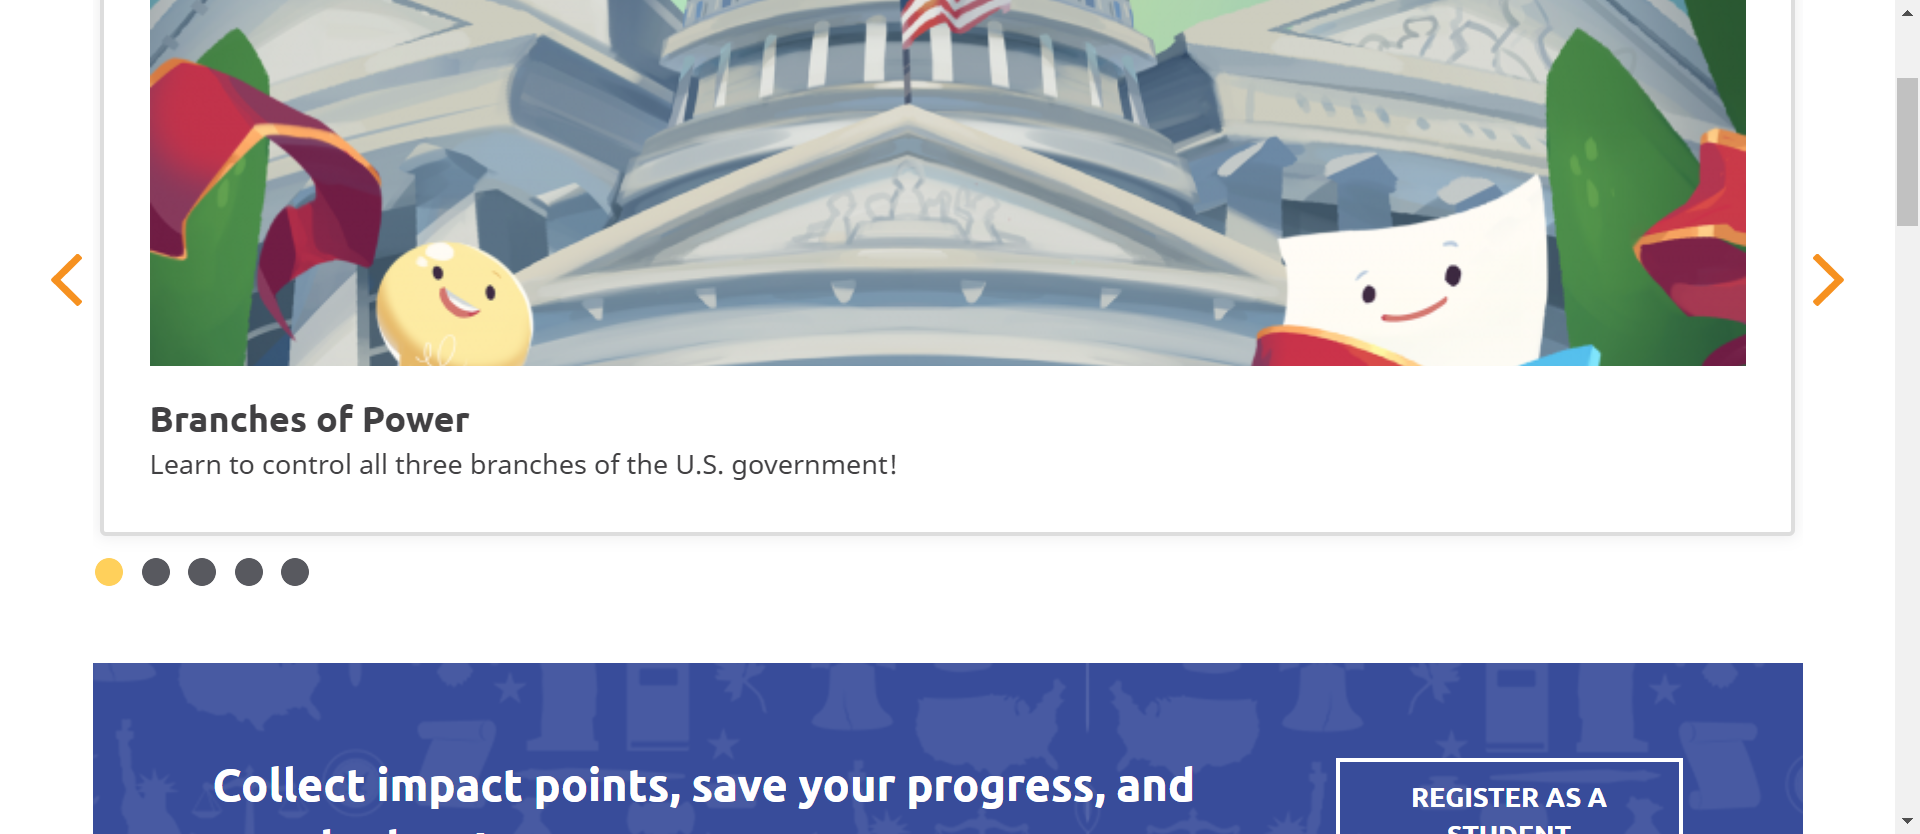 Branches of Power
Learn to control all three branches of the U.S. government!
Collect impact points, save your progress, and
REGISTER AS A
STUDENT